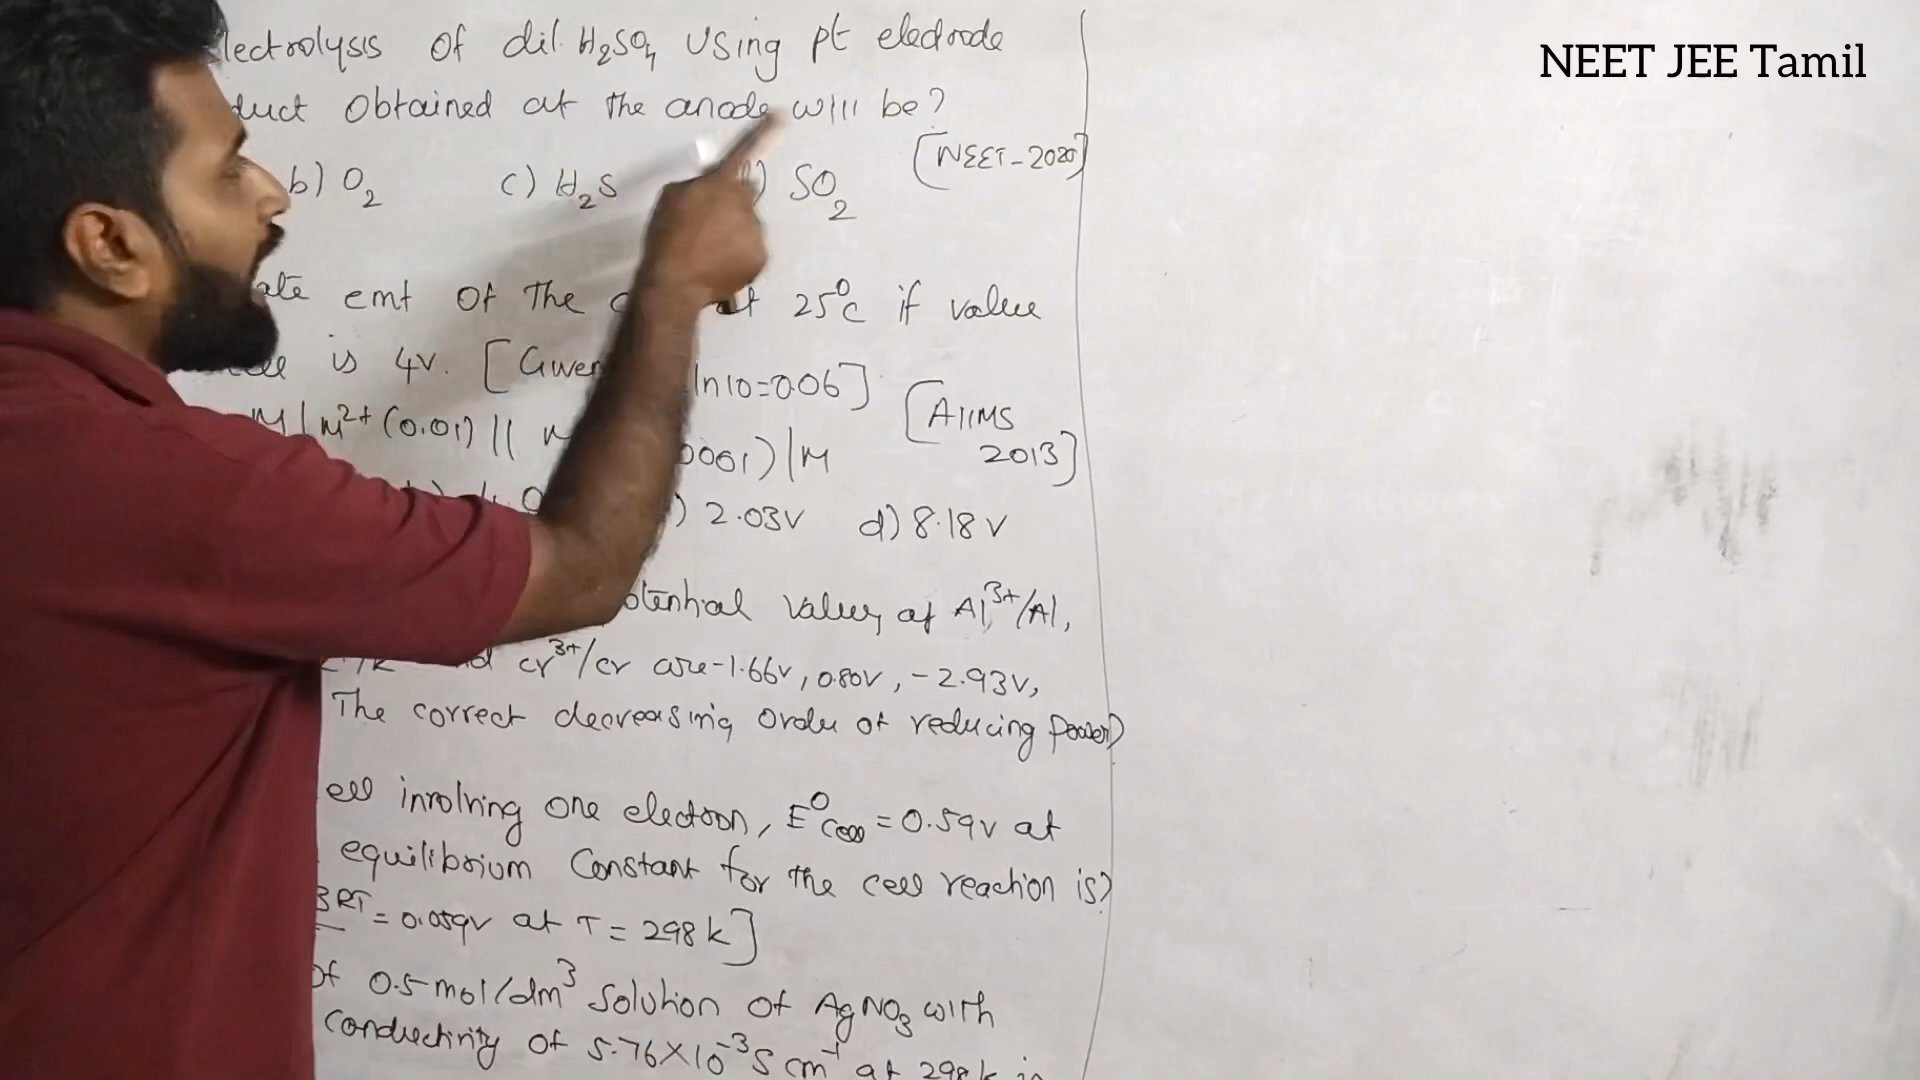 NEET JEE Tamil
lectrolysis of dil. H₂SO₄ using pt electrode
duct obtained at the anode will be?
[NEET-2020]
b) O₂ c) H₂S ) SO₂
ate emf of the at 25°C if value
is 4V. [Given ln10=0.06]
[AIIMS
M/M²⁺(0.01) || 0001)|M
2013]
) 2.03V d) 8.18 V
otential values of Al³⁺/Al,
Cr³⁺/Cr are -1.66V, 0.80V, -2.93V,
The correct decreasing order of reducing power?
ell involving one electron, E⁰cell = 0.59V at
equilibrium constant for the cell reaction is?
3RT = 0.059V at T = 298 K]
of 0.5 mol/dm³ solution of AgNO₃ with
conductivity of 5.76×10⁻³ S cm⁻¹ at 298 K is